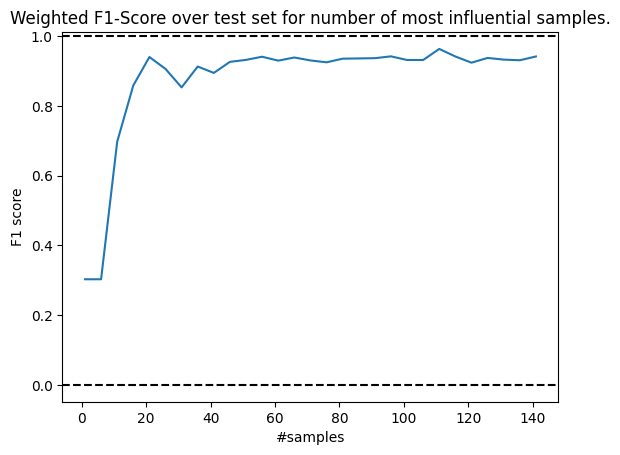 Weighted F1-Score over test set for number of most influential samples.
1.0
0.8
0.6
0.4
0.2
0.0
F1 score
0 20 40 60 80 100 120 140
#samples